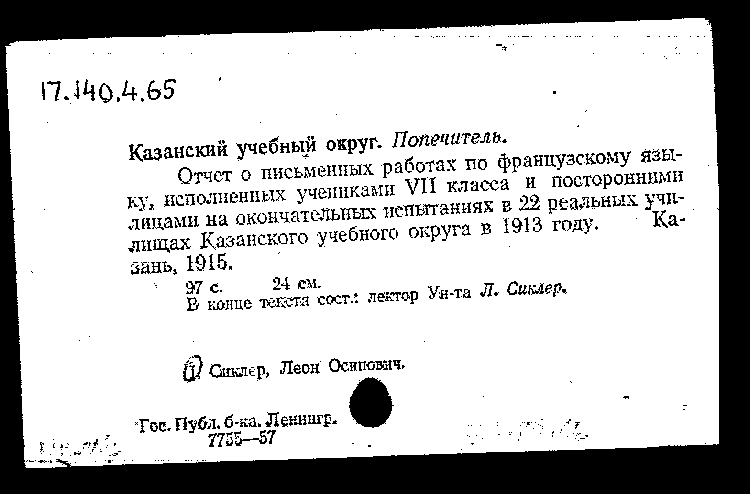 17.140.4.65
Казанский учебный округ. Попечитель.
Отчет о письменных работах по французскому язы-
ку, исполненных учениками VII класса и посторонними
лицами на окончательных испытаниях в 22 реальных учи-
лищах Казанского учебного округа в 1913 году. Ка-
зань, 1915.
97 с. 24 см.
В конце текста сост.: лектор Ун-та Л. Сиклер.
1 Сиклер, Леон Осипович.
Гос. Публ. б-ка. Ленингр.
7755—57